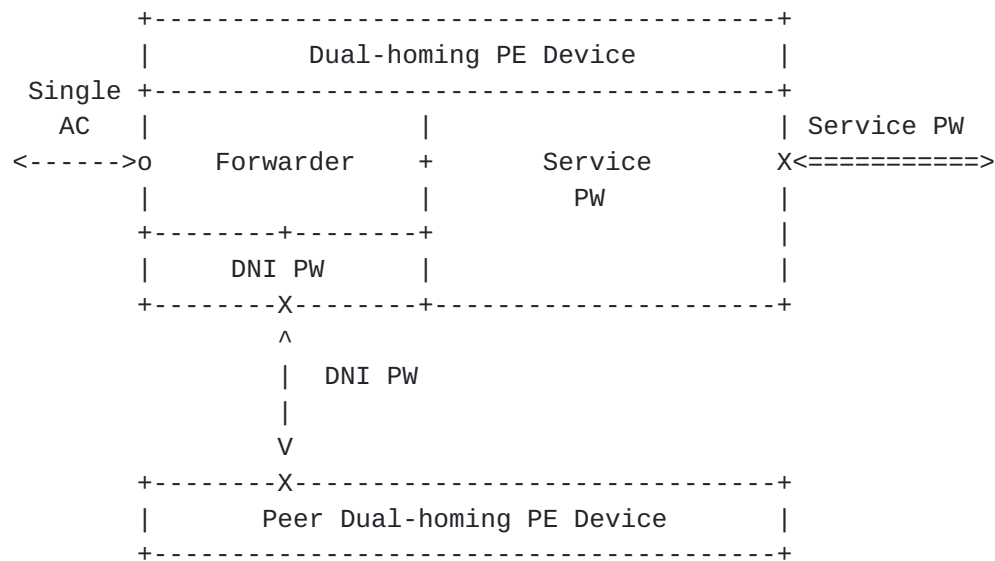 +----------------------------------------+
|          Dual-homing PE Device         |
Single +----------------------------------------+
AC   |                 |                      | Service PW
<------>o    Forwarder    +       Service        X<===========>
|                 |         PW           |
+--------+--------+                      |
|     DNI PW      |                      |
+--------X--------+----------------------+
^
|  DNI PW
|
V
+--------X-------------------------------+
|       Peer Dual-homing PE Device       |
+----------------------------------------+